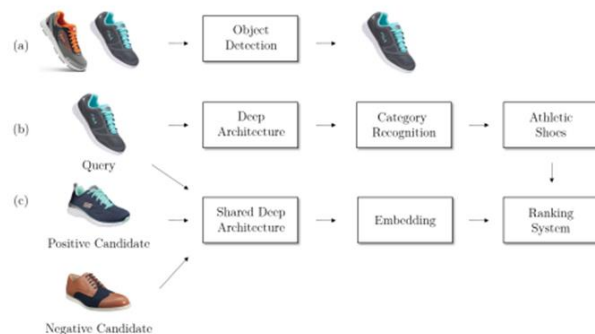 (a)
Object
Detection
(b)
Deep
Architecture
Category
Recognition
Athletic
Shoes
Query
(c)
Shared Deep
Architecture
Embedding
Ranking
System
Positive Candidate
Negative Candidate